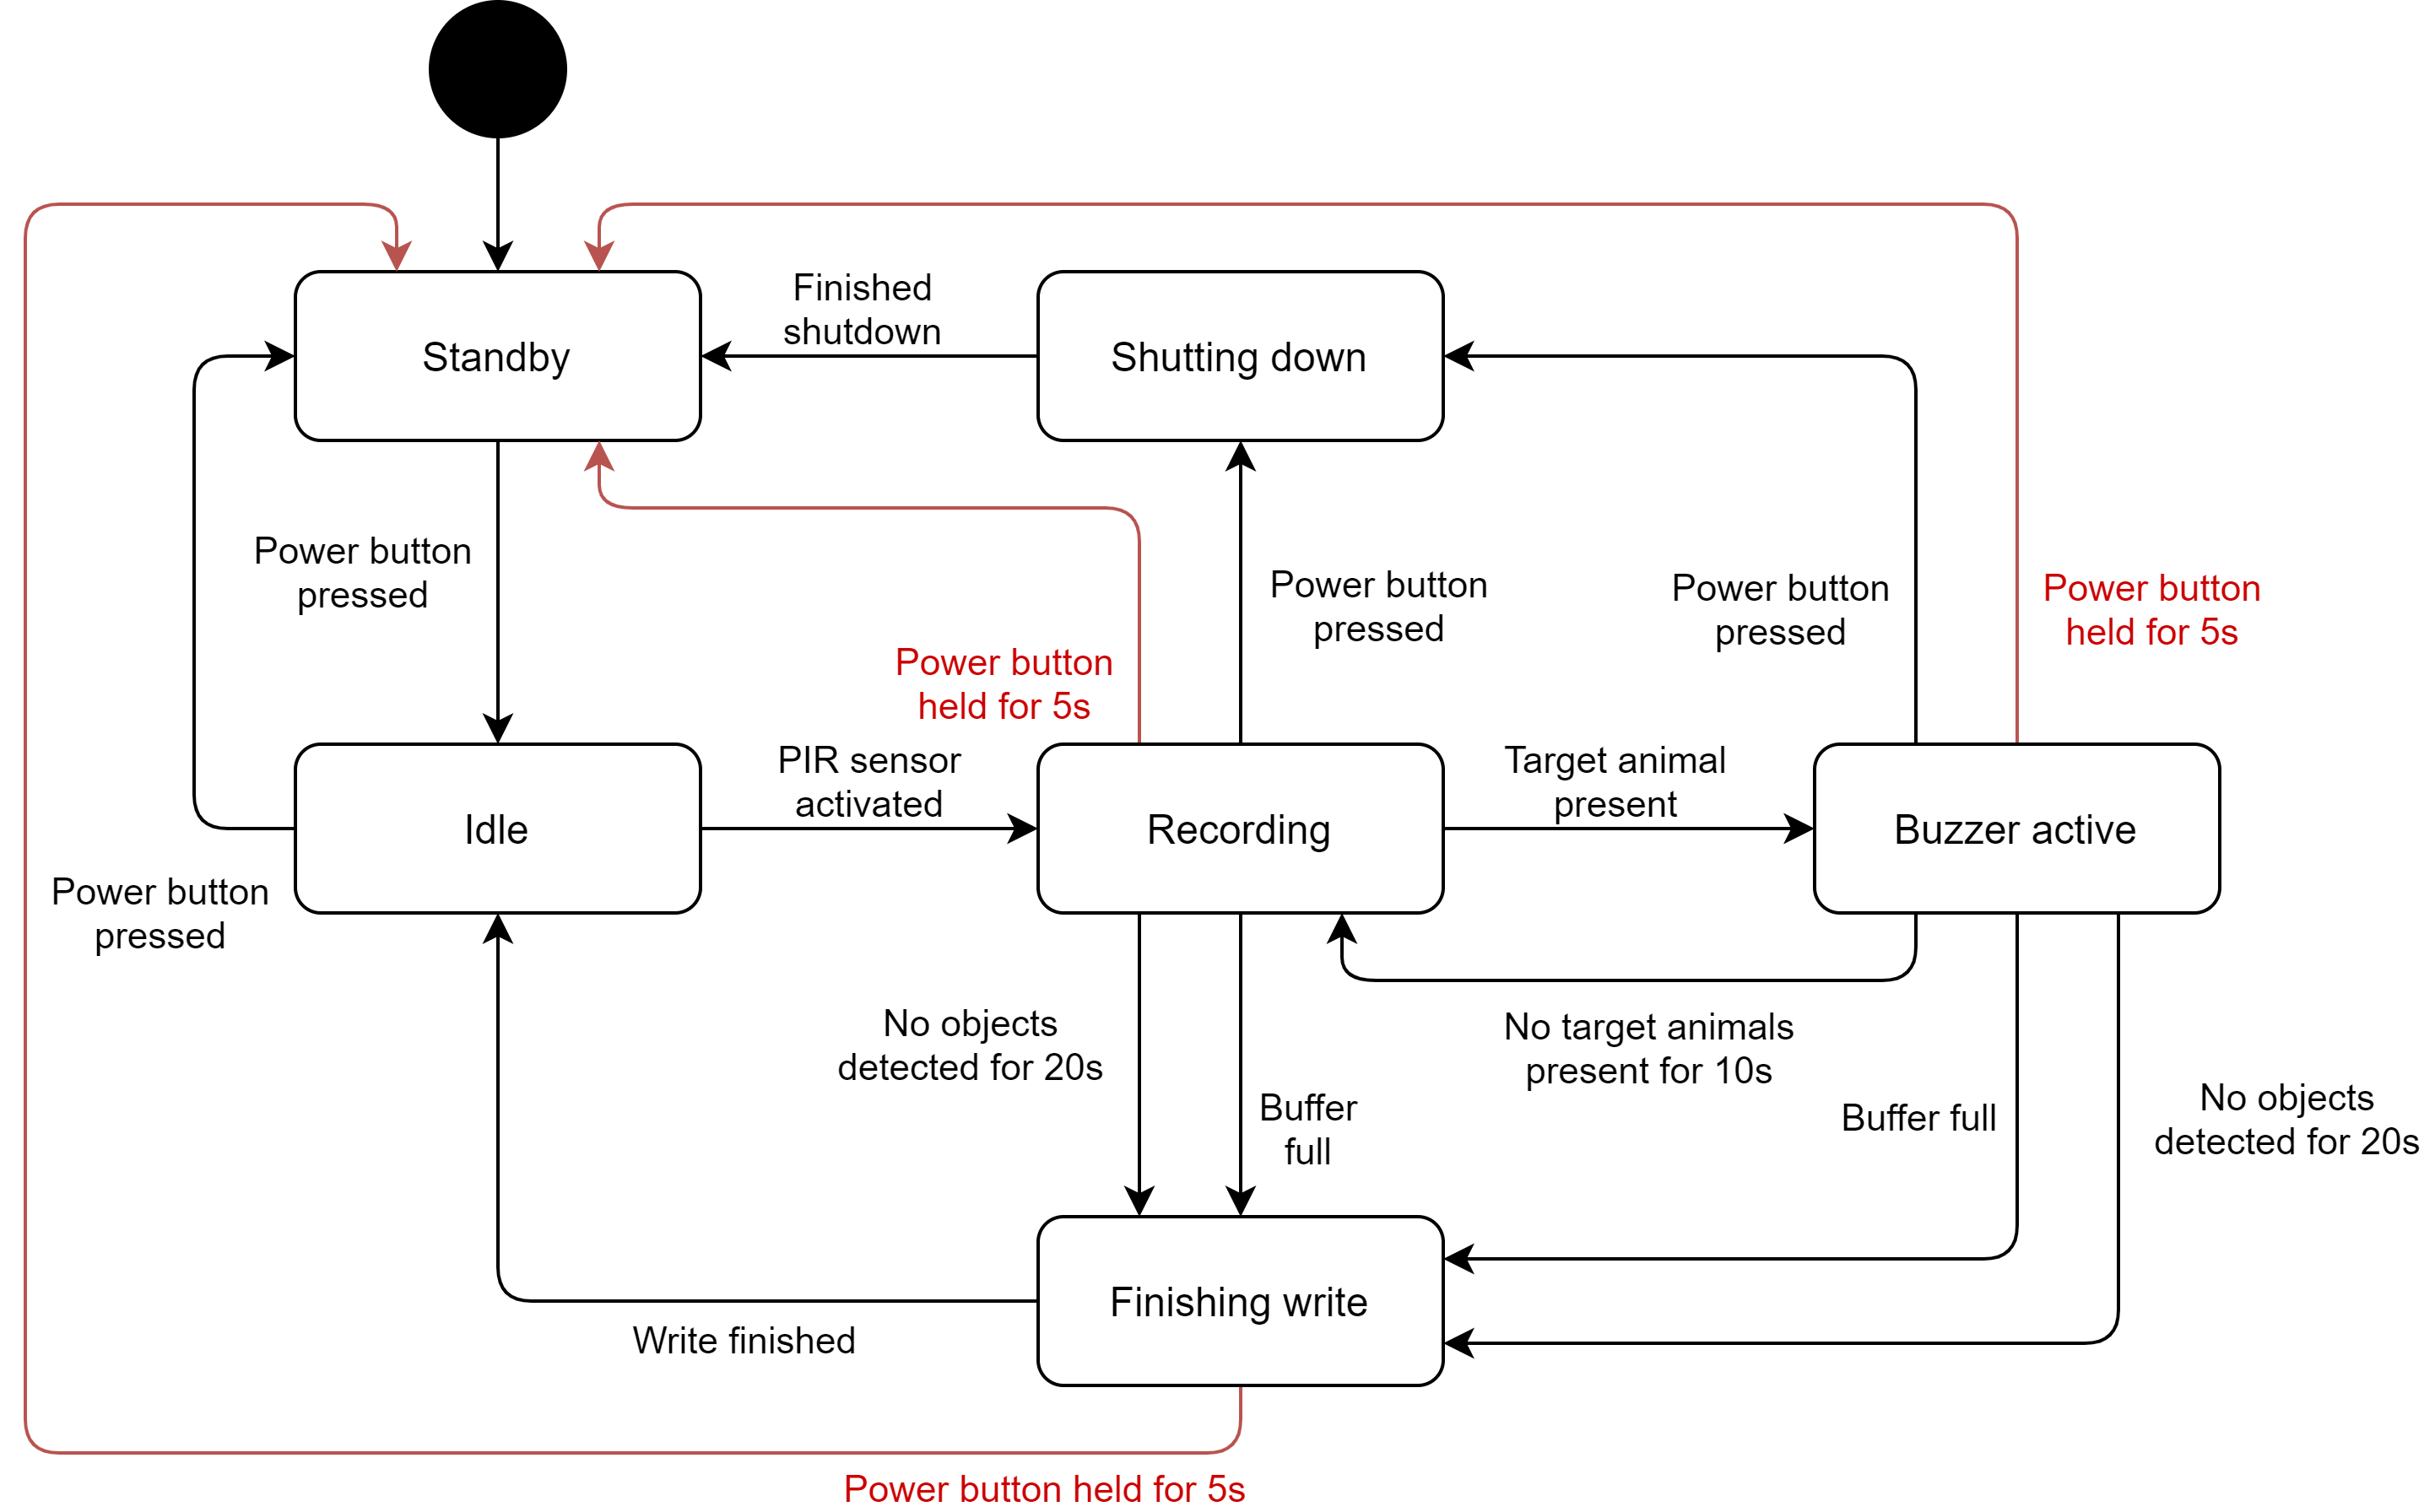 Finished
shutdown
Standby
Shutting down
Power button
pressed
Power button
pressed
Power button
pressed
Power button
held for 5s
Power button
held for 5s
PIR sensor
activated
Target animal
present
Idle
Recording
Buzzer active
Power button
pressed
No objects
detected for 20s
No target animals
present for 10s
Buffer
full
Buffer full
No objects
detected for 20s
Finishing write
Write finished
Power button held for 5s